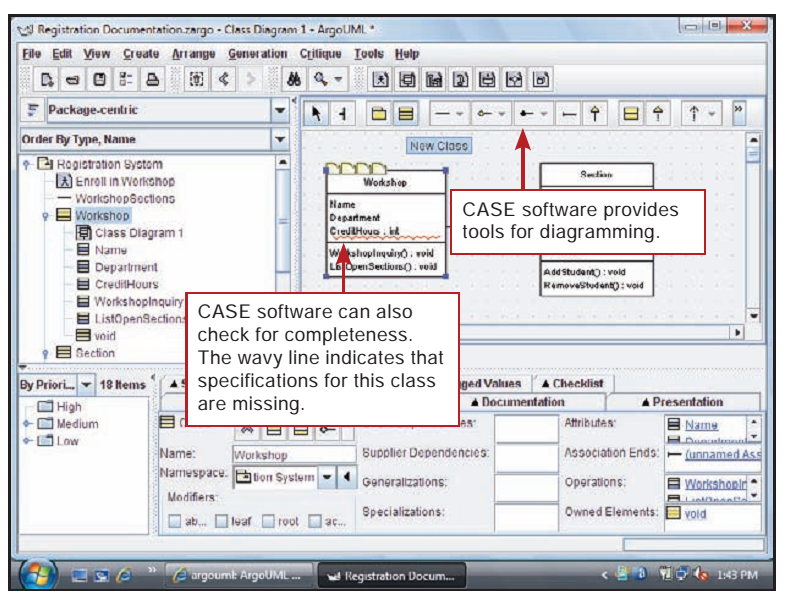 Registration Documentation.zargo - Class Diagram 1 - ArgoUML *
File Edit View Create Arrange Generation Critique Tools Help
Package-centric
Order By Type, Name
Registration System
Enroll in Workshop
WorkshopSections
Workshop
Class Diagram 1
Name
Department
CreditHours
WorkshopInquiry
ListOpenSections
void
Section
New Class
Workshop
Name
Department
CreditHours : int
WorkshopInquiry() : void
ListOpenSections() : void
Section
AddStudent() : void
RemoveStudent() : void
CASE software provides
tools for diagramming.
CASE software can also
check for completeness.
The wavy line indicates that
specifications for this class
are missing.
By Priori... 18 Items
High
Medium
Low
Values ▲ Checklist
▲ Documentation ▲ Presentation
Name: Workshop
Namespace: tion System
Modifiers:
ab... leaf root ac...
Supplier Dependencies:
Generalizations:
Specializations:
Attributes: Name
Association Ends: (unnamed Ass
Operations: WorkshopIn
Owned Elements: void
argouml: ArgoUML ... Registration Docum... 1:43 PM